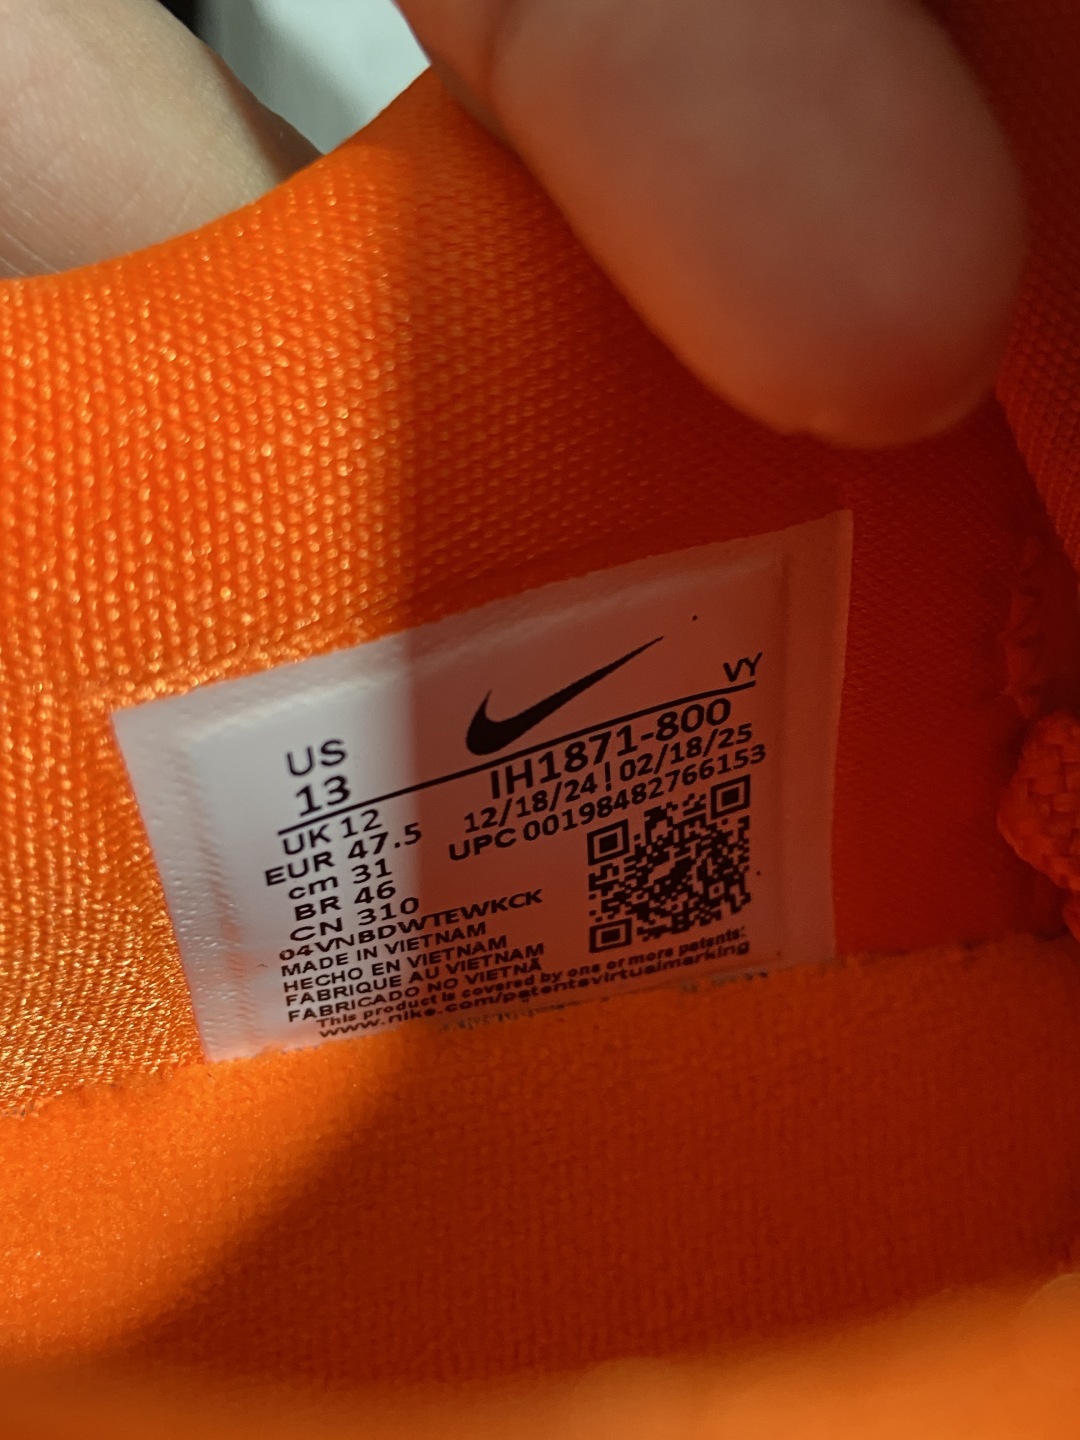 US
13
UK 12
EUR 47.5
cm 31
BR 46
CN 310
04VNBDWTEWKCK
MADE IN VIETNAM
HECHO EN VIETNAM
FABRIQUE AU VIETNAM
FABRICADO NO VIETNÃ
This product is covered by one or more patents:
www.nike.com/patentsvirtualmarking
VY
IH1871-800
12/18/24 | 02/18/25
UPC 00198482766153